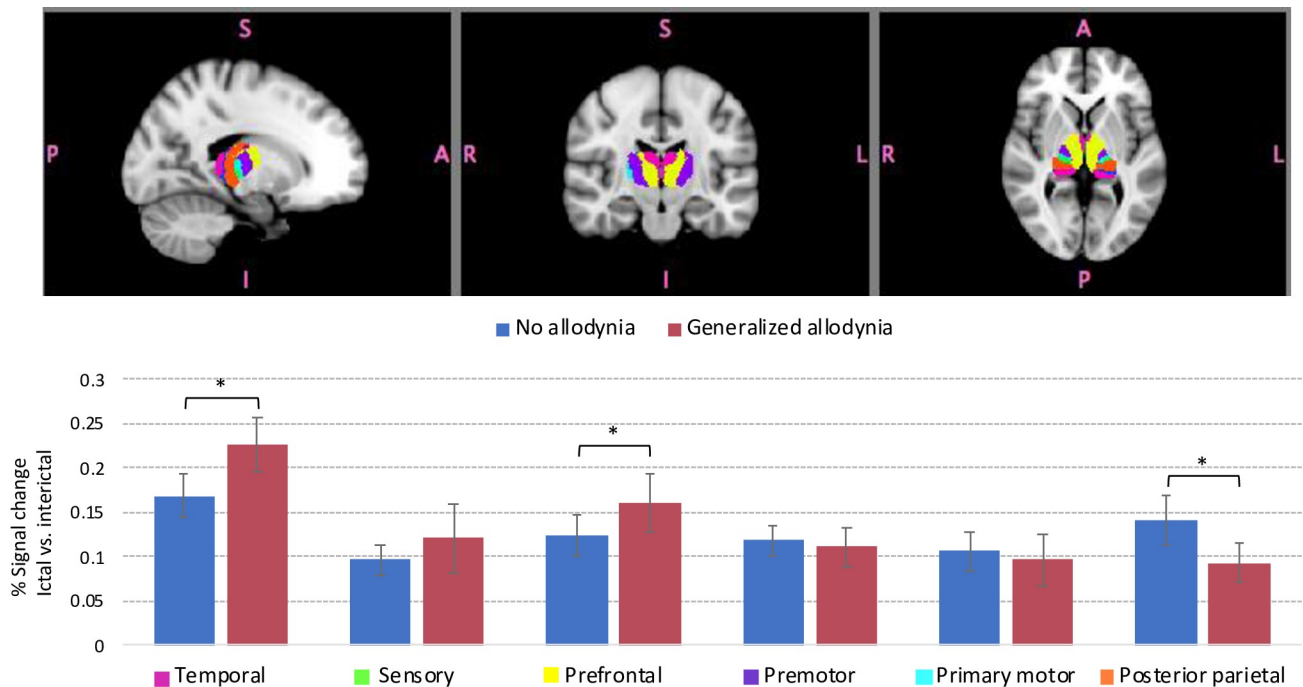 S S A
P A R L R L
I I P
No allodynia Generalized allodynia
0.3
*
0.25
*
0.2
*
0.15
0.1
0.05
0
% Signal change
Ictal vs. interictal
Temporal Sensory Prefrontal Premotor Primary motor Posterior parietal